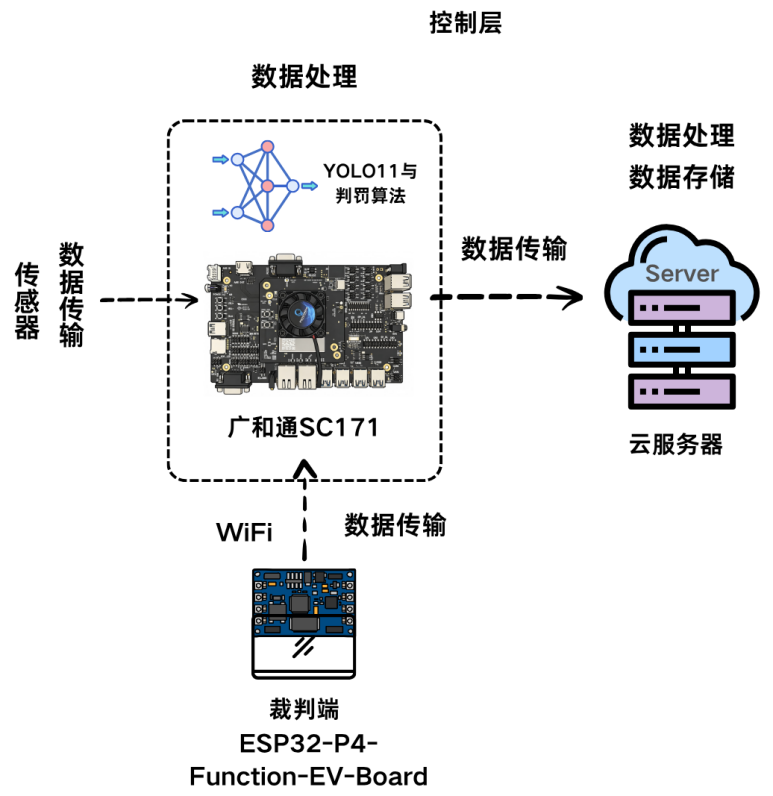 控制层
数据处理
YOLO11与
判罚算法
数据处理
数据存储
传感器
数据传输
数据传输
Server
广和通SC171
云服务器
WiFi
数据传输
裁判端
ESP32-P4-
Function-EV-Board